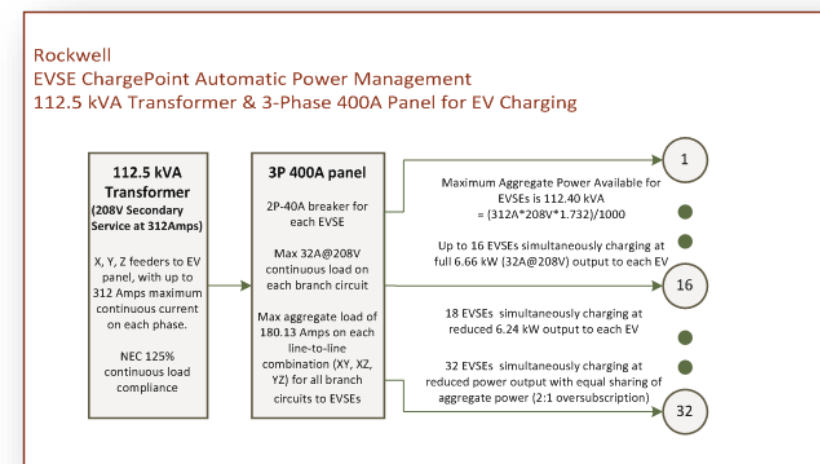 Rockwell
EVSE ChargePoint Automatic Power Management
112.5 kVA Transformer & 3-Phase 400A Panel for EV Charging
112.5 kVA
Transformer
(208V Secondary
Service at 312Amps)
X, Y, Z feeders to EV
panel, with up to
312 Amps maximum
continuous current
on each phase.
NEC 125%
continuous load
compliance
3P 400A panel
2P-40A breaker for
each EVSE
Max 32A@208V
continuous load on
each branch circuit
Max aggregate load of
180.13 Amps on each
line-to-line
combination (XY, XZ,
YZ) for all branch
circuits to EVSEs
Maximum Aggregate Power Available for
EVSEs is 112.40 kVA
= (312A*208V*1.732)/1000
Up to 16 EVSEs simultaneously charging at
full 6.66 kW (32A@208V) output to each EV
18 EVSEs simultaneously charging at
reduced 6.24 kW output to each EV
32 EVSEs simultaneously charging at
reduced power output with equal sharing of
aggregate power (2:1 oversubscription)
1
16
32